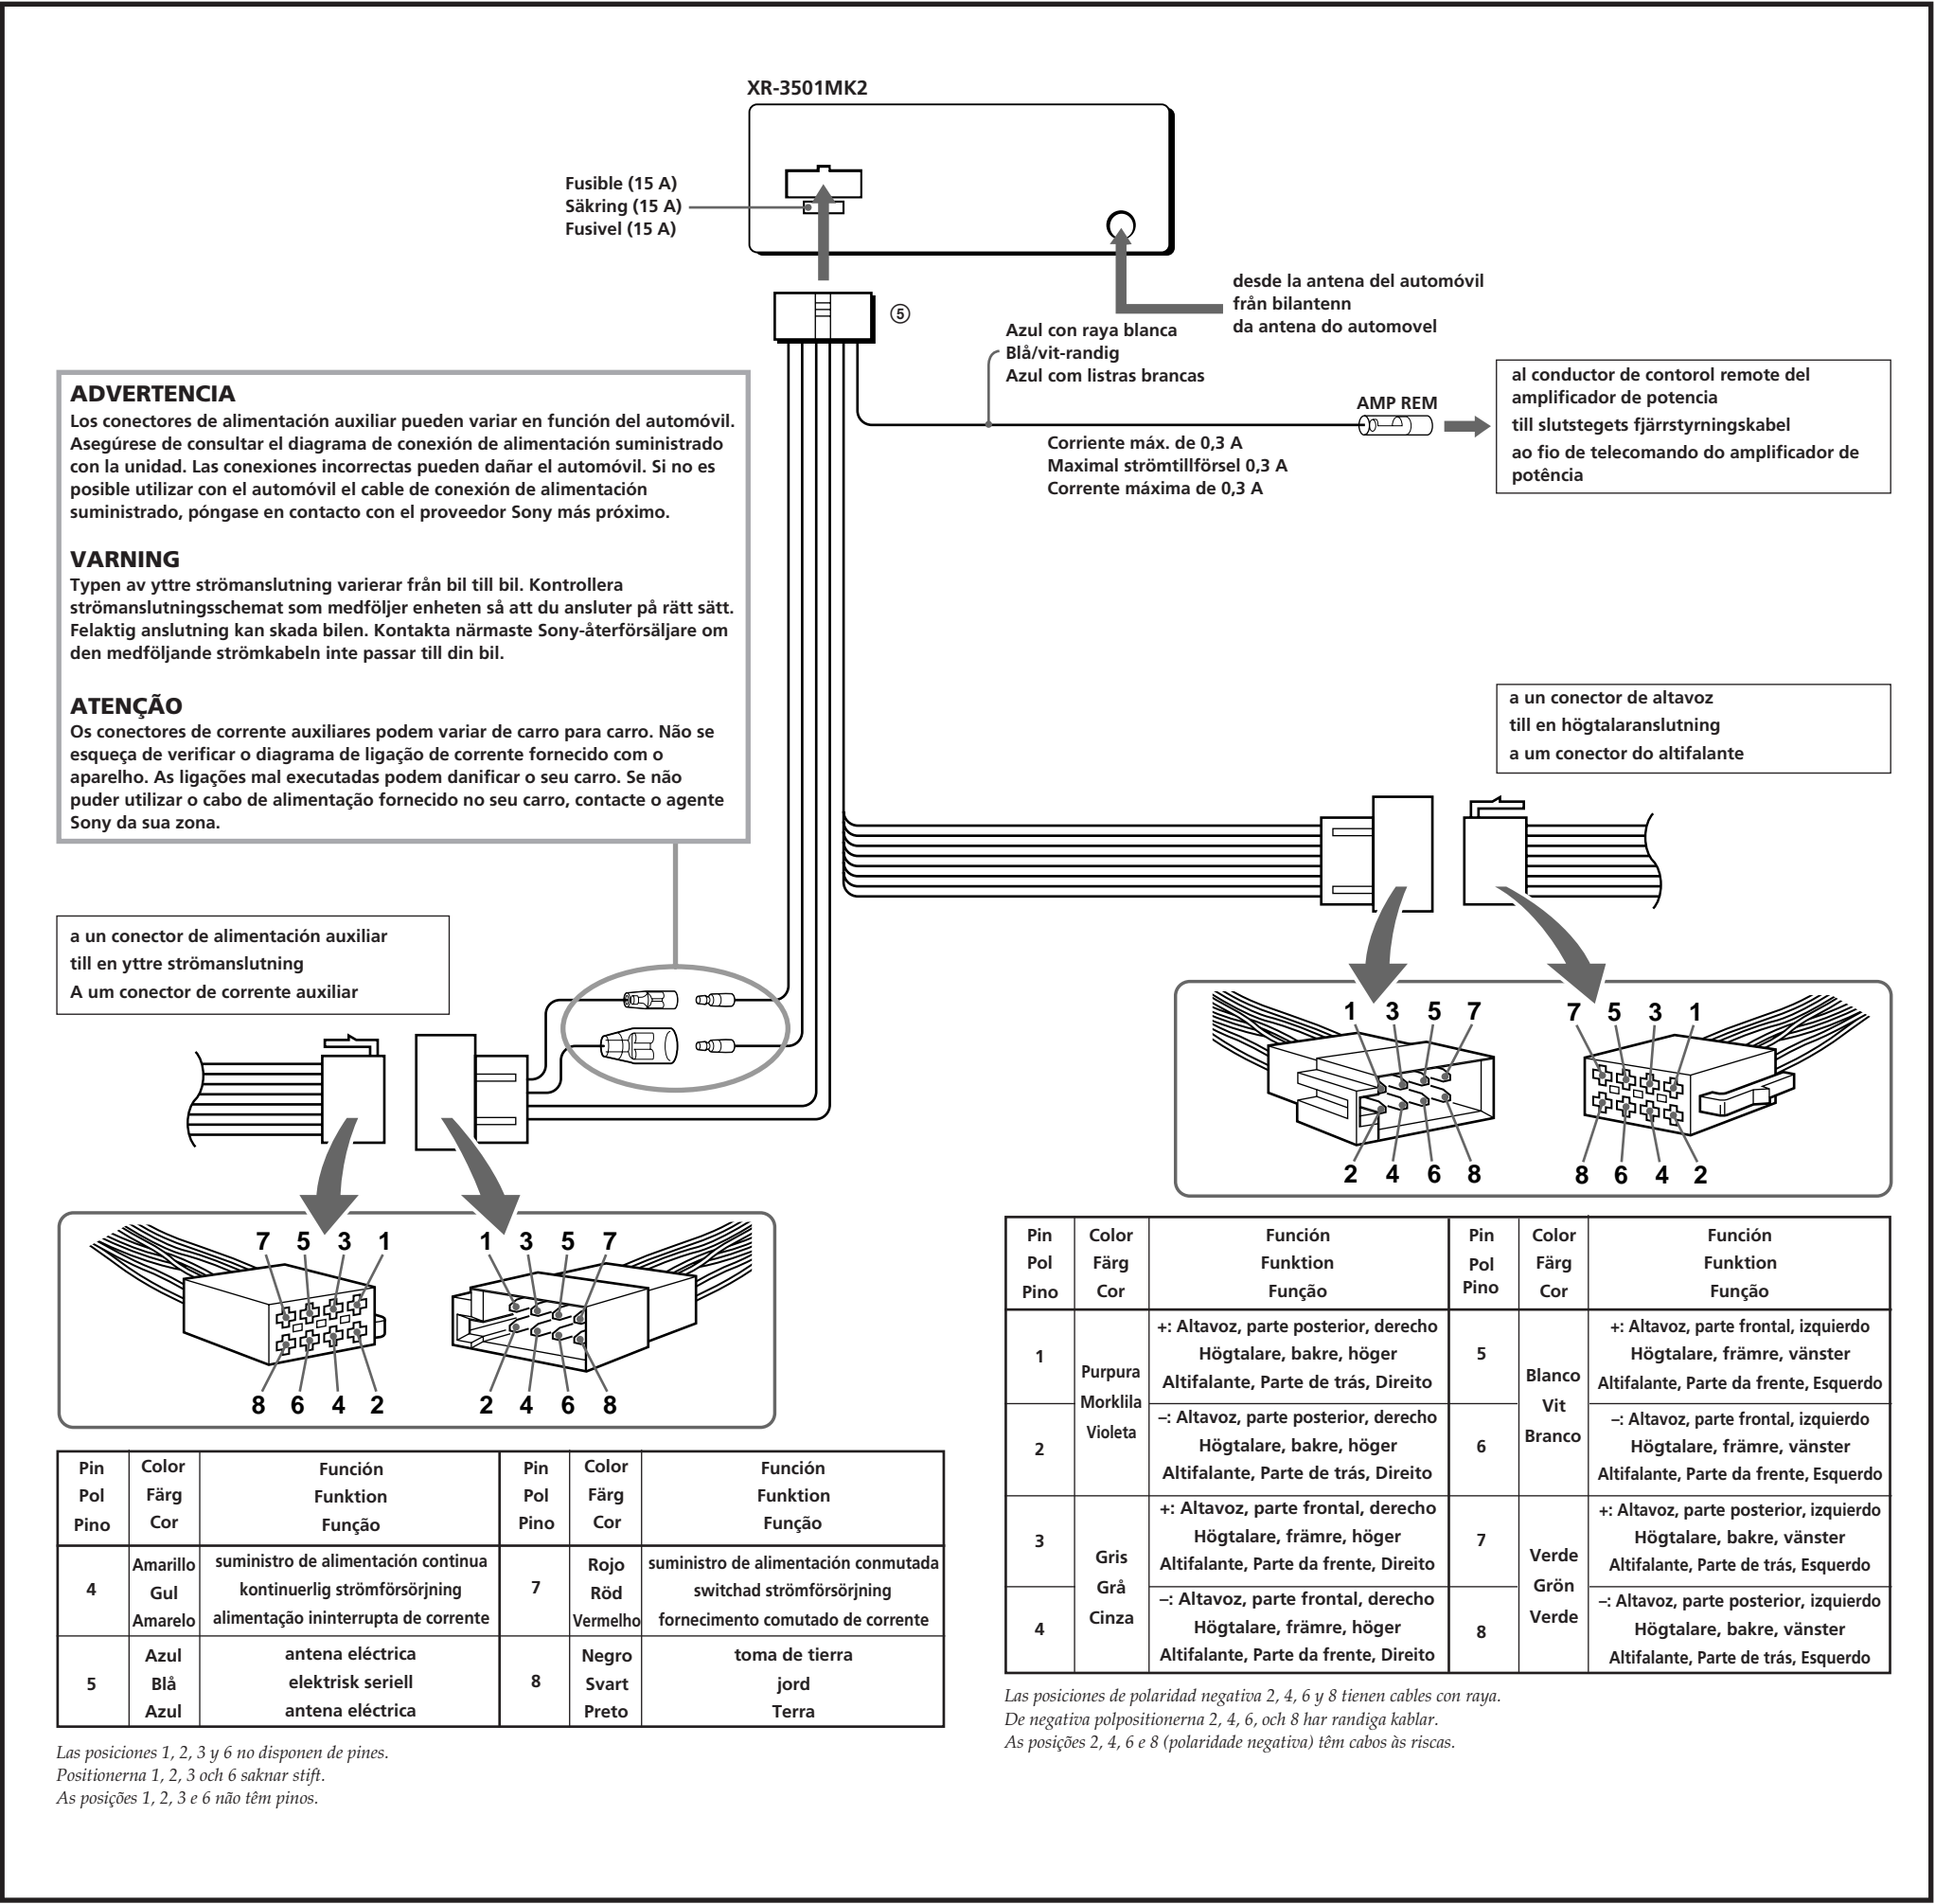 XR-3501MK2
Fusible (15 A)
Säkring (15 A)
Fusivel (15 A)
desde la antena del automóvil
från bilantenn
da antena do automovel
⑤
Azul con raya blanca
Blå/vit-randig
Azul com listras brancas
AMP REM
Corriente máx. de 0,3 A
Maximal strömtillförsel 0,3 A
Corrente máxima de 0,3 A
al conductor de contorol remote del
amplificador de potencia
till slutstegets fjärrstyrningskabel
ao fio de telecomando do amplificador de
potência
ADVERTENCIA
Los conectores de alimentación auxiliar pueden variar en función del automóvil.
Asegúrese de consultar el diagrama de conexión de alimentación suministrado
con la unidad. Las conexiones incorrectas pueden dañar el automóvil. Si no es
posible utilizar con el automóvil el cable de conexión de alimentación
suministrado, póngase en contacto con el proveedor Sony más próximo.
VARNING
Typen av yttre strömanslutning varierar från bil till bil. Kontrollera
strömanslutningsschemat som medföljer enheten så att du ansluter på rätt sätt.
Felaktig anslutning kan skada bilen. Kontakta närmaste Sony-återförsäljare om
den medföljande strömkabeln inte passar till din bil.
ATENÇÃO
Os conectores de corrente auxiliares podem variar de carro para carro. Não se
esqueça de verificar o diagrama de ligação de corrente fornecido com o
aparelho. As ligações mal executadas podem danificar o seu carro. Se não
puder utilizar o cabo de alimentação fornecido no seu carro, contacte o agente
Sony da sua zona.
a un conector de altavoz
till en högtalaranslutning
a um conector do altifalante
a un conector de alimentación auxiliar
till en yttre strömanslutning
A um conector de corrente auxiliar
1 3 5 7
2 4 6 8
7 5 3 1
8 6 4 2
7 5 3 1
8 6 4 2
1 3 5 7
2 4 6 8
Pin Color Función Pin Color Función
Pol Färg Funktion Pol Färg Funktion
Pino Cor Função Pino Cor Função
4
Amarillo suministro de alimentación continua
Gul kontinuerlig strömförsörjning
Amarelo alimentação ininterrupta de corrente
7
Rojo suministro de alimentación conmutada
Röd switchad strömförsörjning
Vermelho fornecimento comutado de corrente
5
Azul antena eléctrica
Blå elektrisk seriell
Azul antena eléctrica
8
Negro toma de tierra
Svart jord
Preto Terra
Las posiciones 1, 2, 3 y 6 no disponen de pines.
Positionerna 1, 2, 3 och 6 saknar stift.
As posições 1, 2, 3 e 6 não têm pinos.
Pin Color Función Pin Color Función
Pol Färg Funktion Pol Färg Funktion
Pino Cor Função Pino Cor Função
Purpura
Morklila
Violeta
1
+: Altavoz, parte posterior, derecho
Högtalare, bakre, höger
Altifalante, Parte de trás, Direito
2
–: Altavoz, parte posterior, derecho
Högtalare, bakre, höger
Altifalante, Parte de trás, Direito
Gris
Grå
Cinza
3
+: Altavoz, parte frontal, derecho
Högtalare, främre, höger
Altifalante, Parte da frente, Direito
4
–: Altavoz, parte frontal, derecho
Högtalare, främre, höger
Altifalante, Parte da frente, Direito
Blanco
Vit
Branco
5
+: Altavoz, parte frontal, izquierdo
Högtalare, främre, vänster
Altifalante, Parte da frente, Esquerdo
6
–: Altavoz, parte frontal, izquierdo
Högtalare, främre, vänster
Altifalante, Parte da frente, Esquerdo
Verde
Grön
Verde
7
+: Altavoz, parte posterior, izquierdo
Högtalare, bakre, vänster
Altifalante, Parte de trás, Esquerdo
8
–: Altavoz, parte posterior, izquierdo
Högtalare, bakre, vänster
Altifalante, Parte de trás, Esquerdo
Las posiciones de polaridad negativa 2, 4, 6 y 8 tienen cables con raya.
De negativa polpositionerna 2, 4, 6, och 8 har randiga kablar.
As posições 2, 4, 6 e 8 (polaridade negativa) têm cabos às riscas.